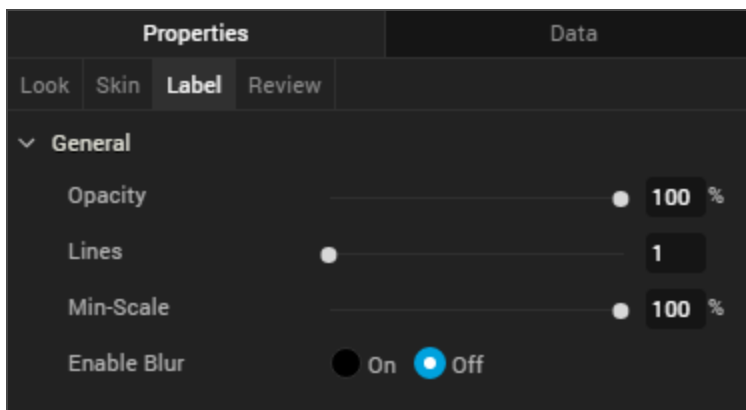 Properties Data
Look Skin Label Review
General
Opacity 100 %
Lines 1
Min-Scale 100 %
Enable Blur On Off